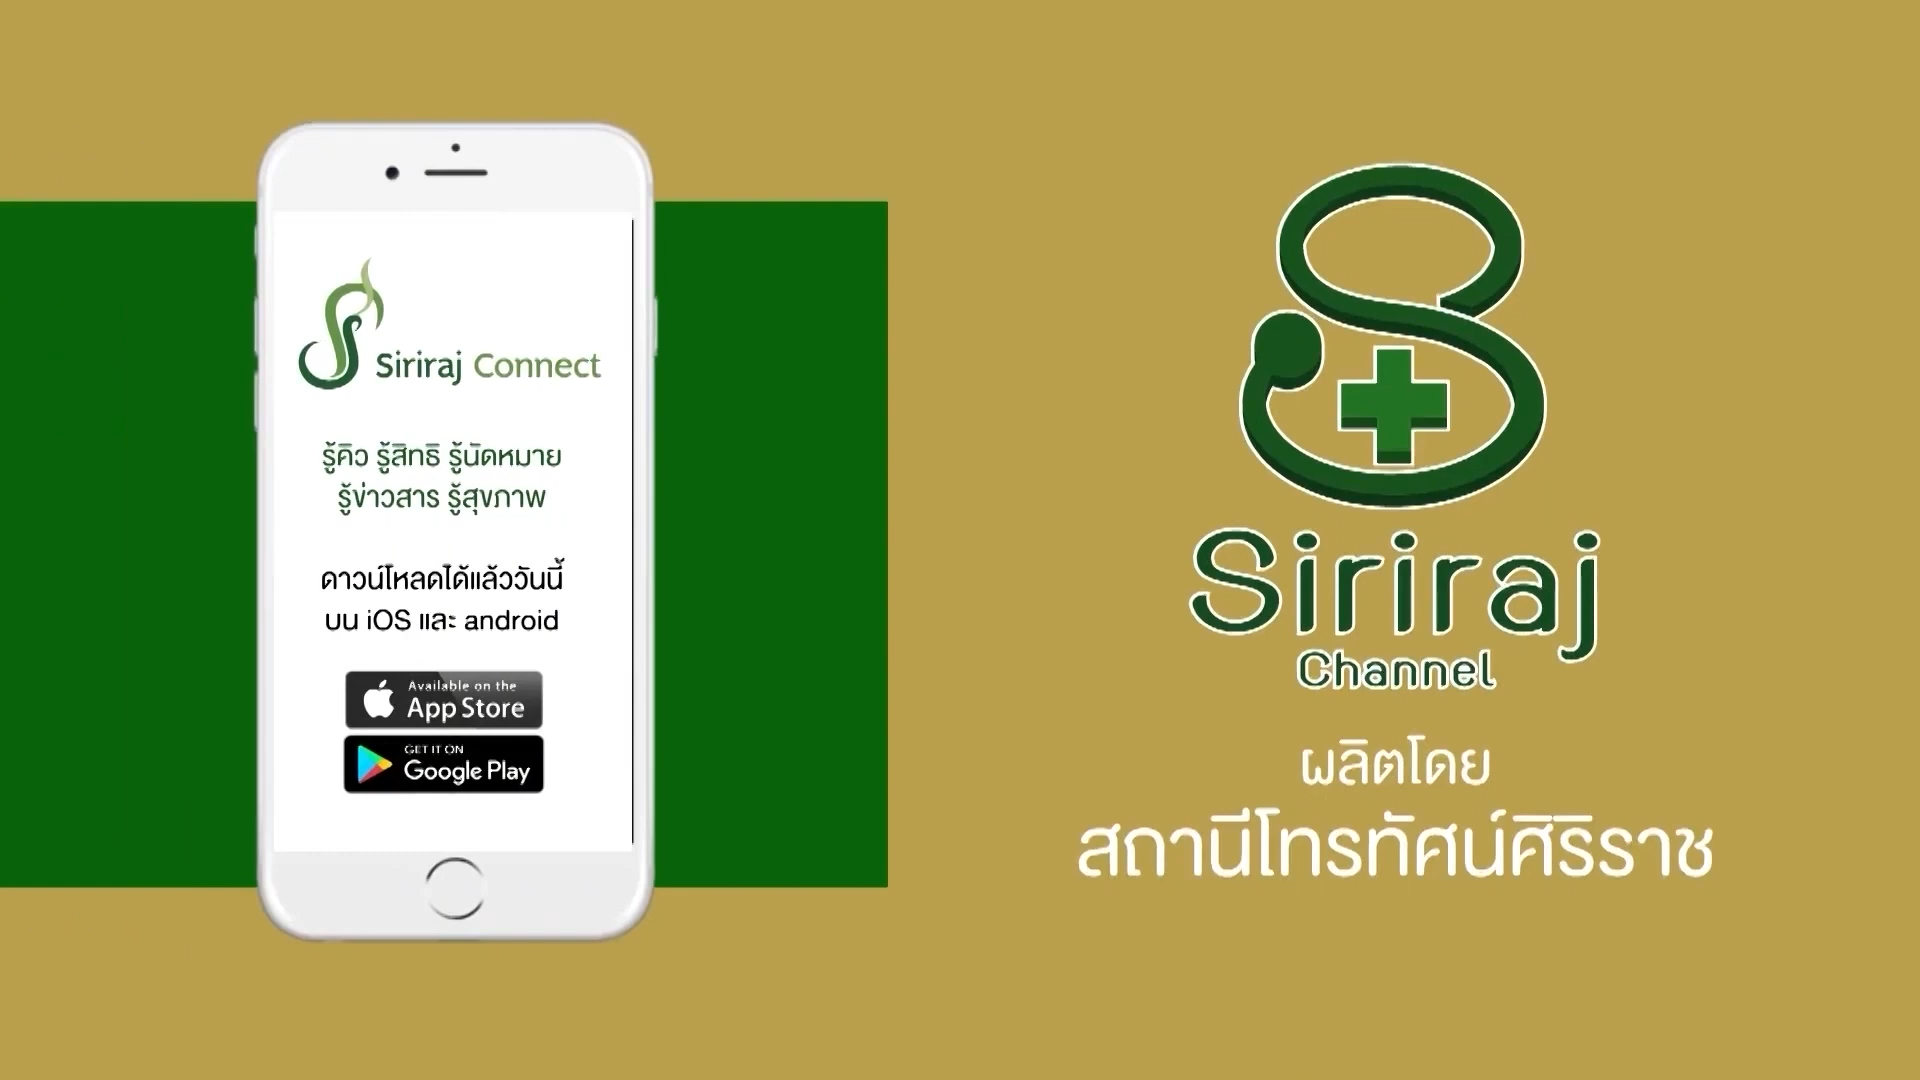 Siriraj Connect
รู้คิว รู้สิทธิ รู้นัดหมาย
รู้ข่าวสาร รู้สุขภาพ
ดาวน์โหลดได้แล้ววันนี้
บน iOS และ android
Available on the
App Store
GET IT ON
Google Play
Siriraj
Channel
ผลิตโดย
สถานีโทรทัศน์ศิริราช